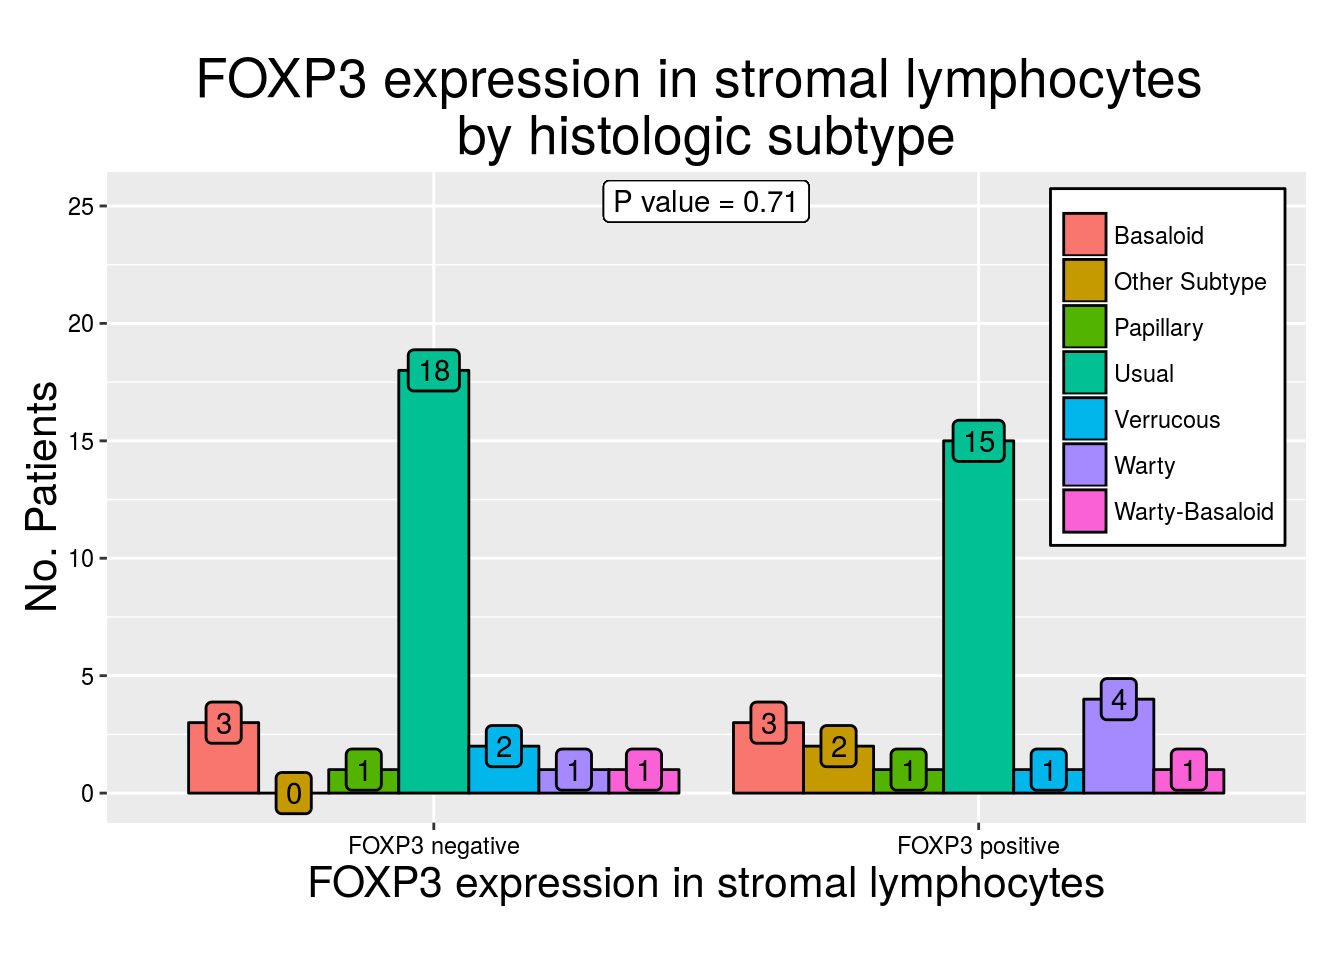 FOXP3 expression in stromal lymphocytes
by histologic subtype
P value = 0.71
25
20
15
10
5
0
No. Patients
Basaloid
Other Subtype
Papillary
Usual
Verrucous
Warty
Warty-Basaloid
3
0
1
18
2
1
1
3
2
1
15
1
4
1
FOXP3 negative
FOXP3 positive
FOXP3 expression in stromal lymphocytes